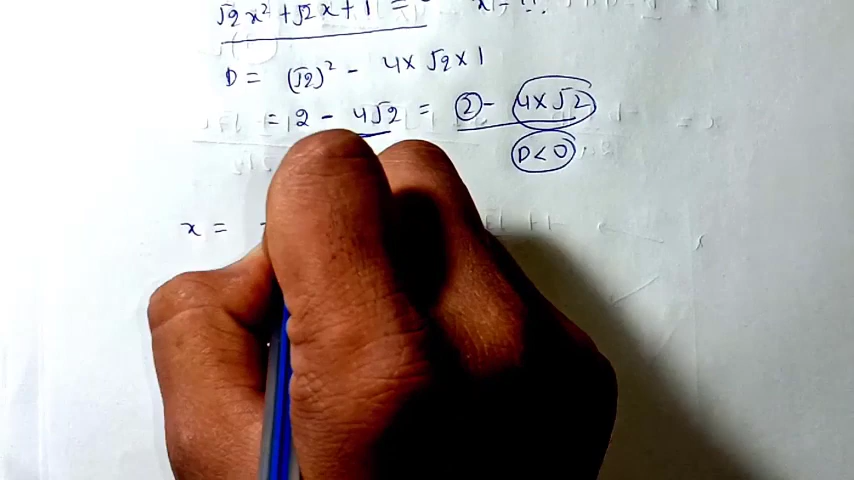 √2 x² + √2 x + 1 = x = ?
D = (√2)² - 4 x √2 x 1
= 2 - 4√2 = 2 - 4 x √2
D < 0
x = -